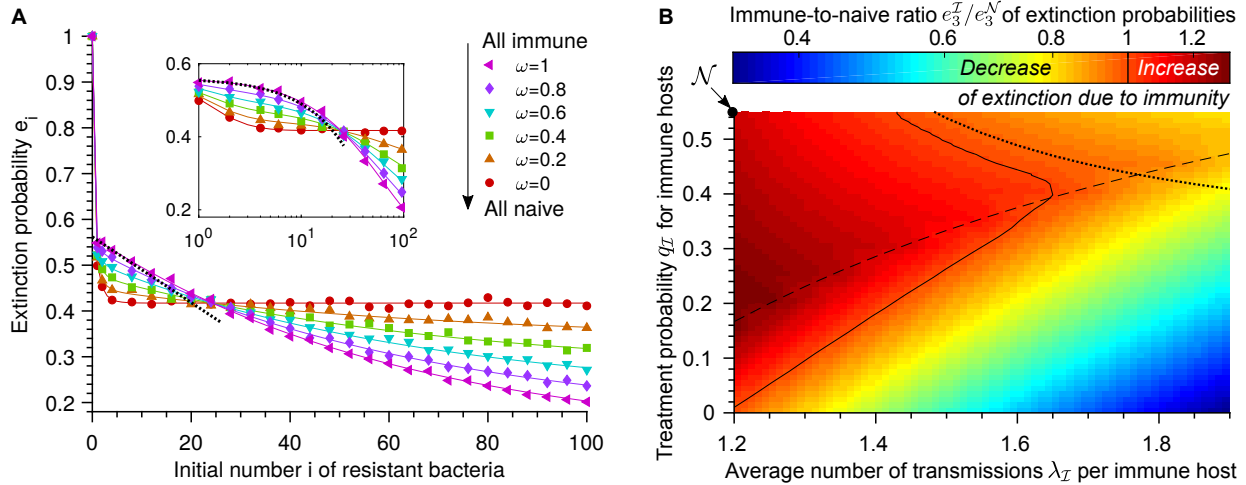 A
Extinction probability e_i
1
0.9
0.8
0.7
0.6
0.5
0.4
0.3
0.2
0
20
40
60
80
100
Initial number i of resistant bacteria
0.6
0.4
0.2
10^0
10^1
10^2
All immune
ω=1
ω=0.8
ω=0.6
ω=0.4
ω=0.2
ω=0
All naive
B
Immune-to-naive ratio e_3^ℐ/e_3^𝒩 of extinction probabilities
0.4
0.6
0.8
1
1.2
Decrease
Increase
of extinction due to immunity
𝒩
Treatment probability q_ℐ for immune hosts
0.5
0.4
0.3
0.2
0.1
0
1.2
1.4
1.6
1.8
Average number of transmissions λ_ℐ per immune host